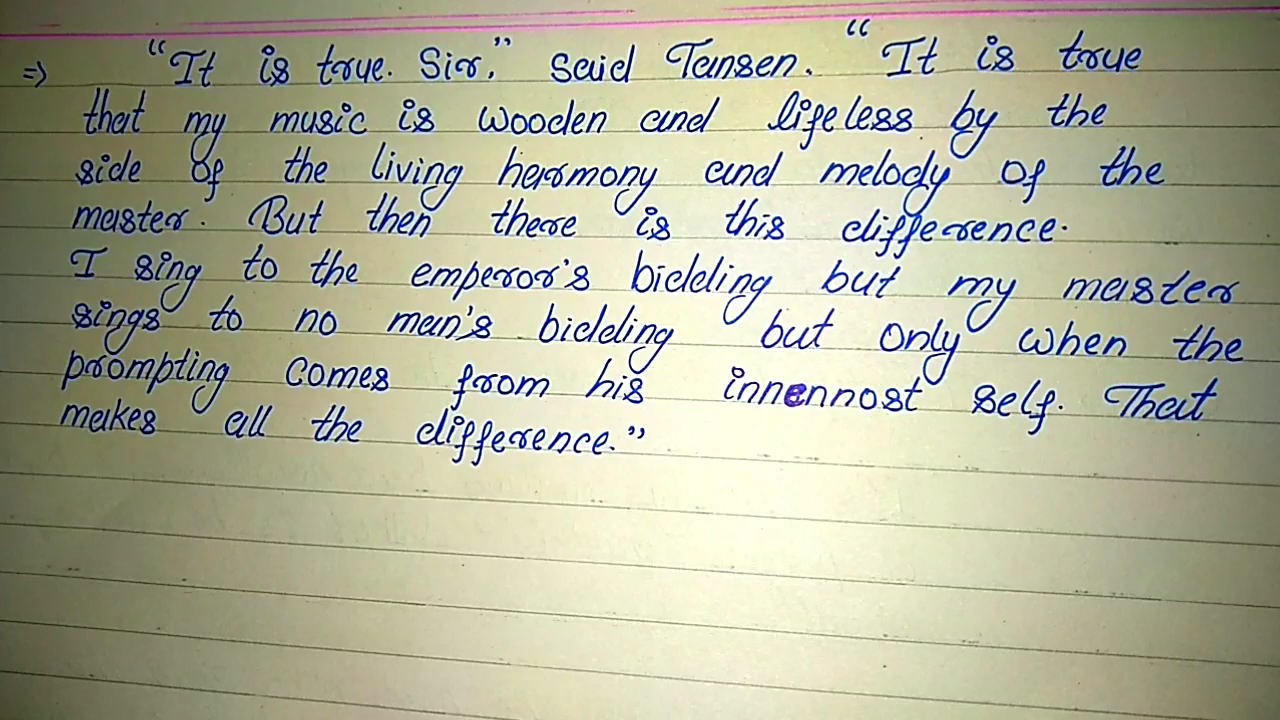 ⇒ "It is true. Sir." said Tansen. "It is true
that my music is wooden and lifeless by the
side of the living harmony and melody of the
master. But then there is this difference.
I sing to the emperor's bidding but my master
sings to no man's bidding but only when the
prompting comes from his innennost self. That
makes all the difference."